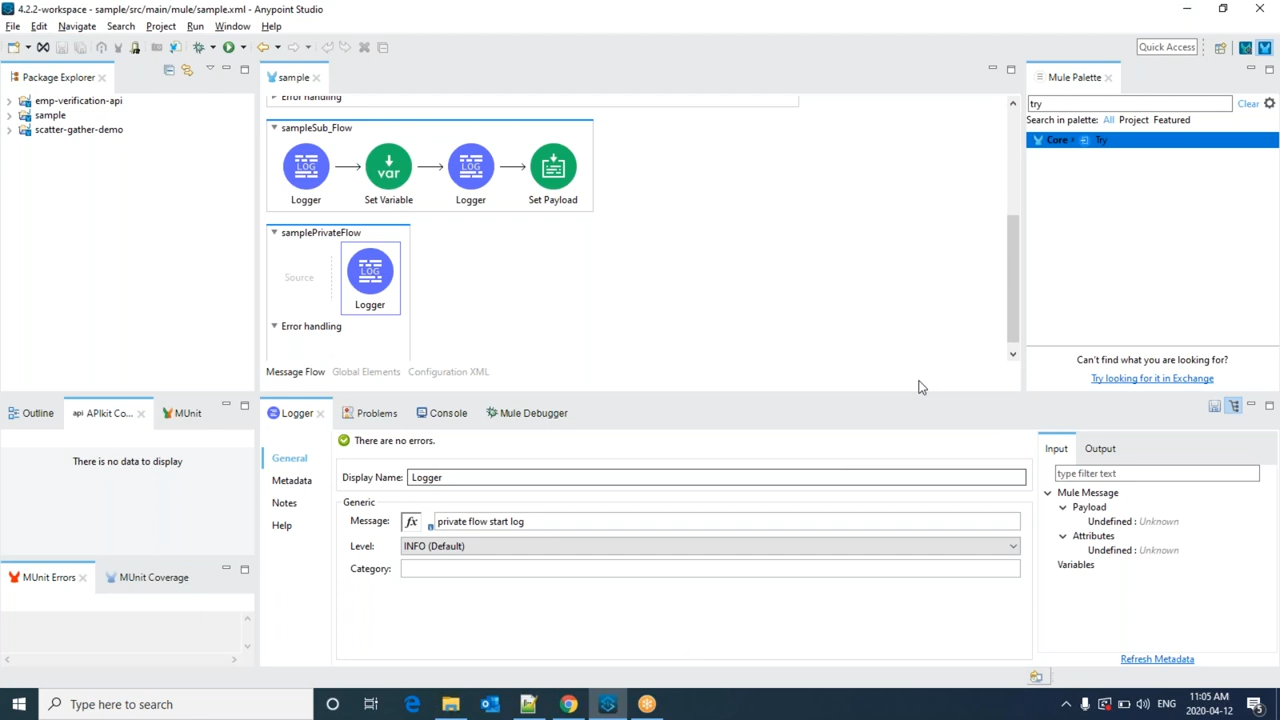 4.2.2-workspace - sample/src/main/mule/sample.xml - Anypoint Studio
File Edit Navigate Search Project Run Window Help
Quick Access
Package Explorer
emp-verification-api
sample
scatter-gather-demo
sample
Error handling
sampleSub_Flow
LOG
var
LOG
Logger
Set Variable
Logger
Set Payload
samplePrivateFlow
Source
LOG
Logger
Error handling
Message Flow Global Elements Configuration XML
Mule Palette
try
Clear
Search in palette: All Project Featured
Core Try
Can't find what you are looking for?
Try looking for it in Exchange
Outline
api APIkit Co...
MUnit
There is no data to display
MUnit Errors
MUnit Coverage
Logger
Problems
Console
Mule Debugger
There are no errors.
General
Metadata
Notes
Help
Display Name: Logger
Generic
Message: fx private flow start log
Level: INFO (Default)
Category:
Input Output
type filter text
Mule Message
Payload
Undefined : Unknown
Attributes
Undefined : Unknown
Variables
Refresh Metadata
Type here to search
ENG
11:05 AM
2020-04-12
5